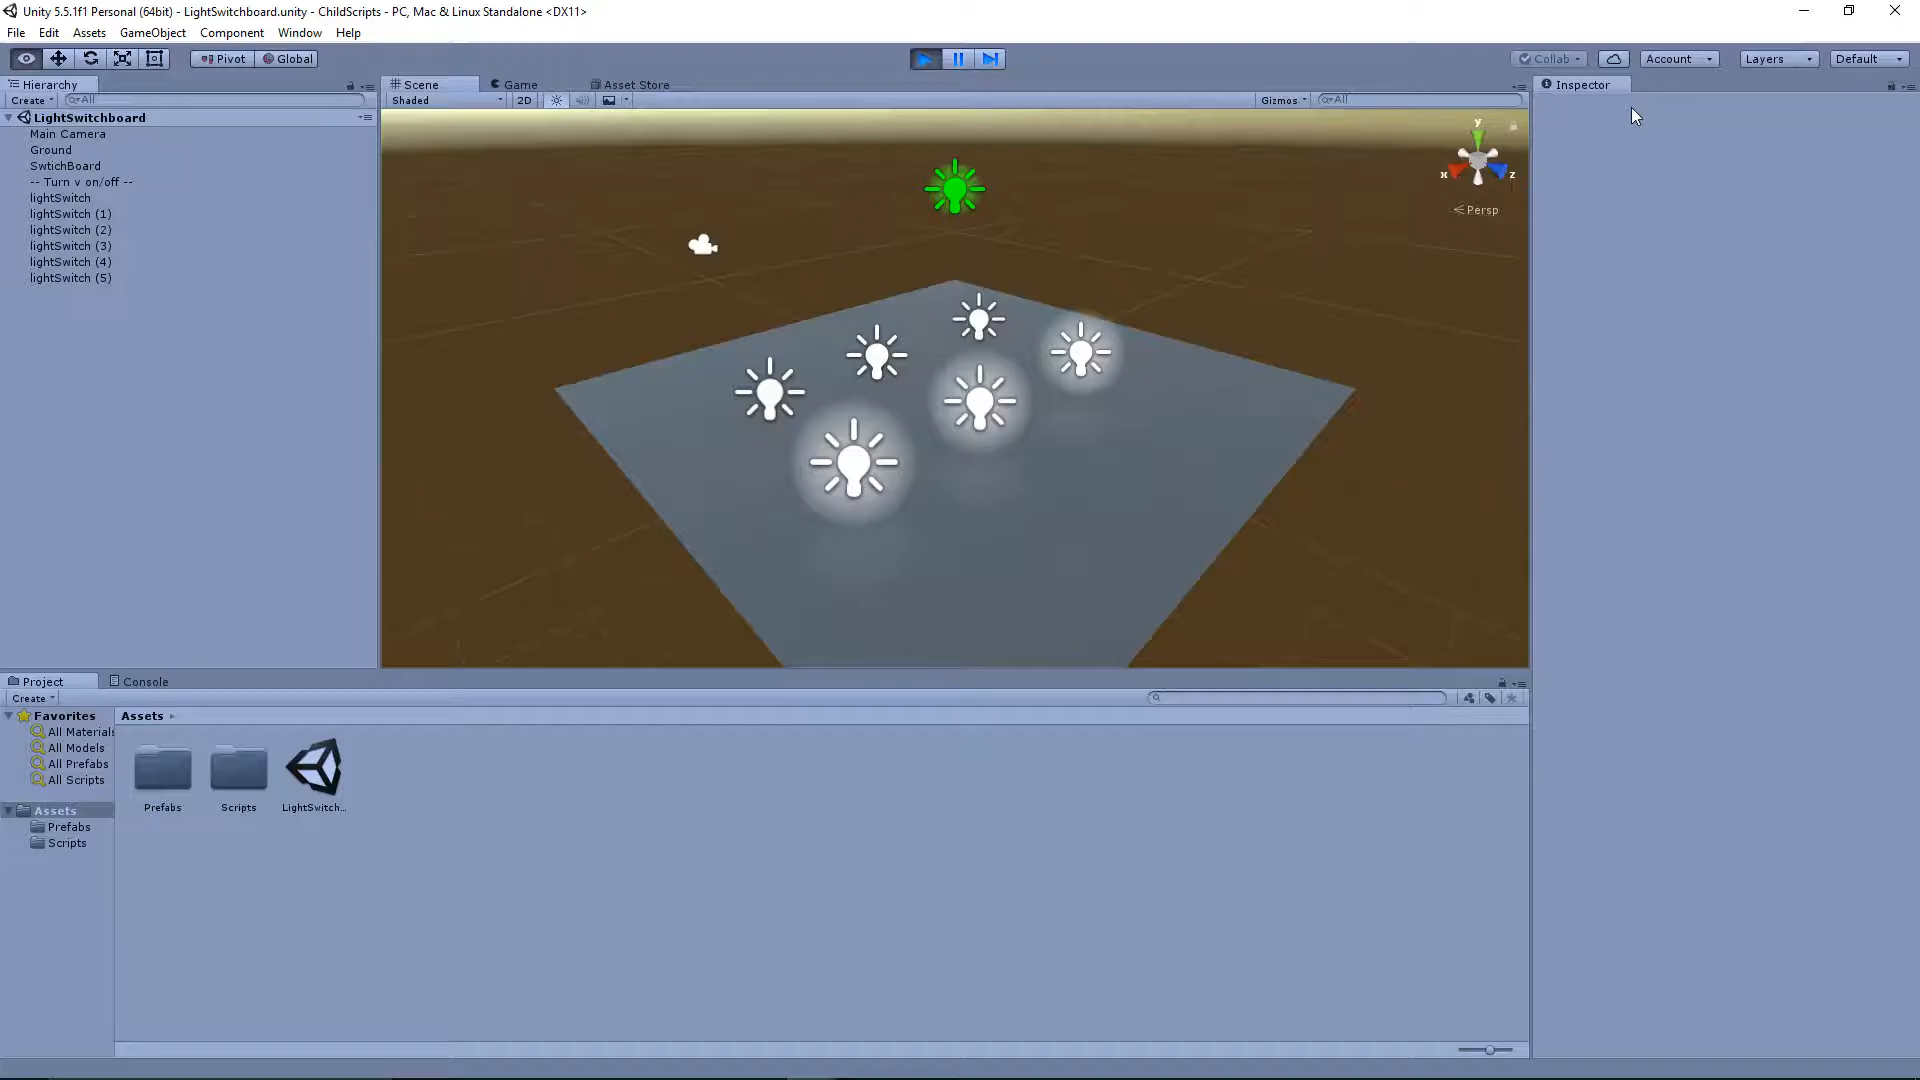 Unity 5.5.1f1 Personal (64bit) - LightSwitchboard.unity - ChildScripts - PC, Mac & Linux Standalone <DX11>
File Edit Assets GameObject Component Window Help
Pivot Global Collab Account Layers Default
Hierarchy Scene Game Asset Store Inspector
Create All Shaded 2D Gizmos All
LightSwitchboard
Main Camera
Ground
SwtichBoard
-- Turn v on/off --
lightSwitch
lightSwitch (1)
lightSwitch (2)
lightSwitch (3)
lightSwitch (4)
lightSwitch (5)
y
x z
Persp
Project Console
Create
Favorites Assets
All Materials
All Models
All Prefabs
All Scripts
Prefabs Scripts LightSwitch...
Assets
Prefabs
Scripts